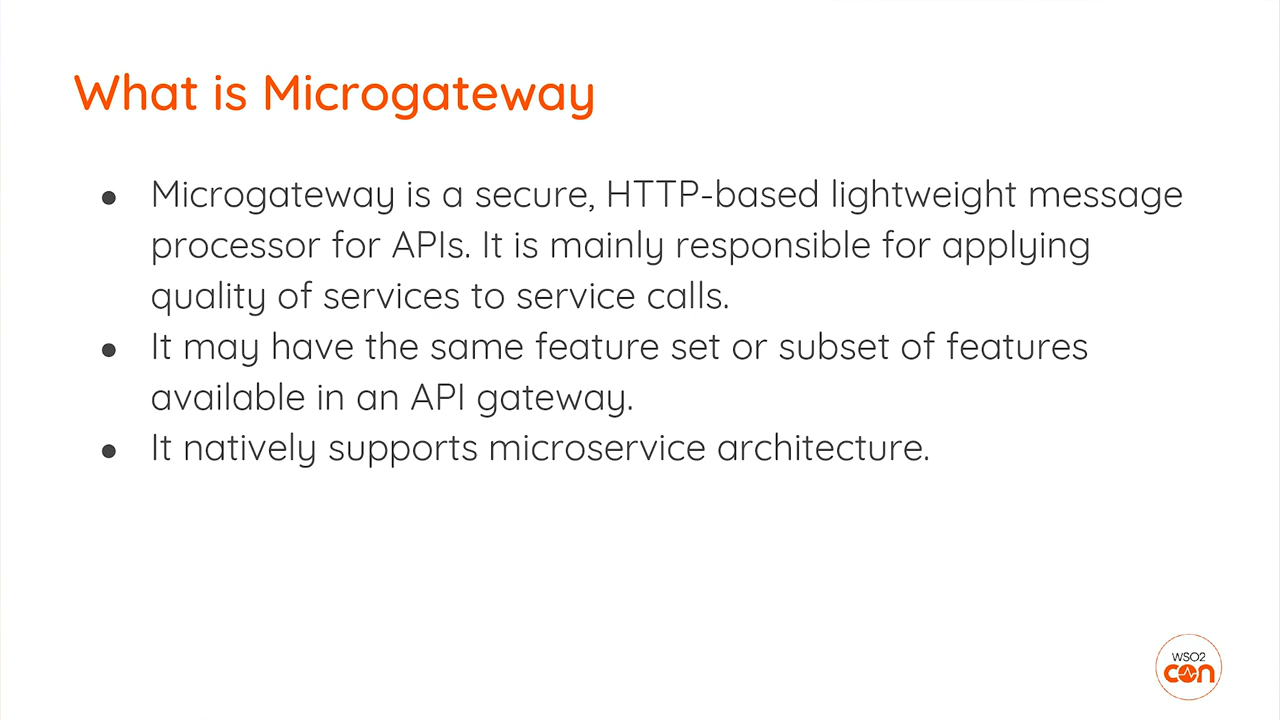 What is Microgateway
● Microgateway is a secure, HTTP-based lightweight message
processor for APIs. It is mainly responsible for applying
quality of services to service calls.
● It may have the same feature set or subset of features
available in an API gateway.
● It natively supports microservice architecture.
WSO2
con